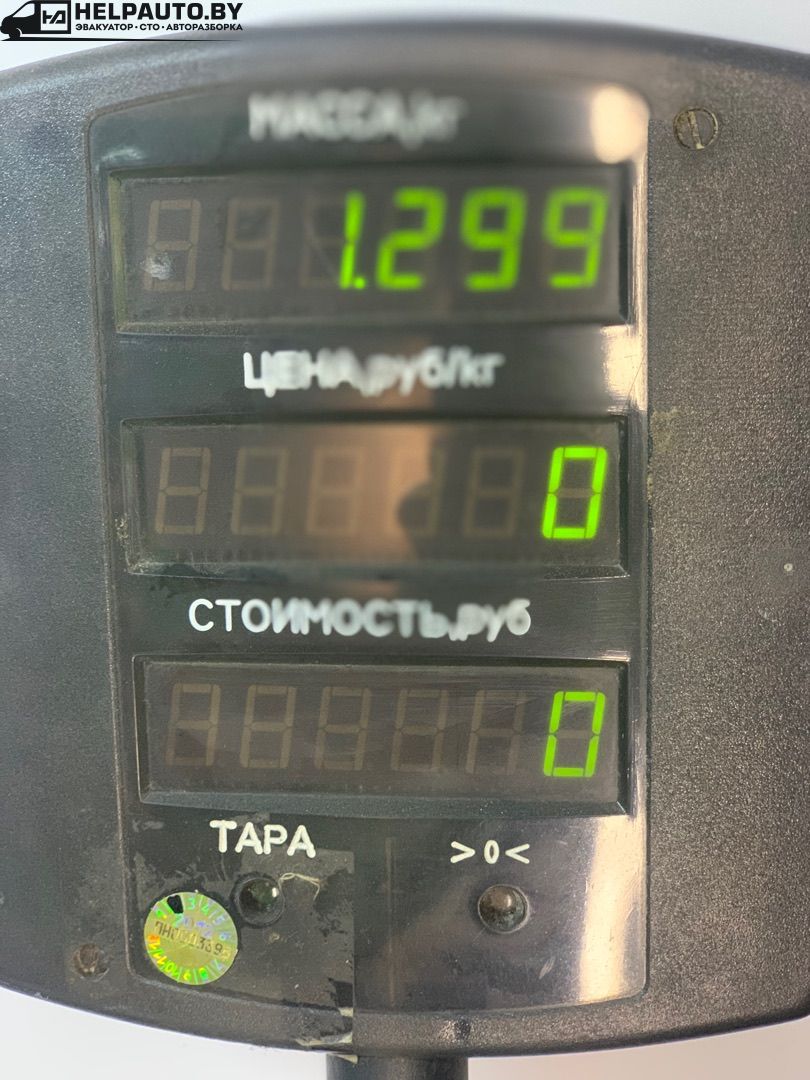 HELPAUTO.BY
ЭВАКУАТОР • СТО • АВТОРАЗБОРКА
МАССА,кг
1.299
ЦЕНА,руб/кг
0
СТОИМОСТЬ,руб
0
ТАРА
>0<